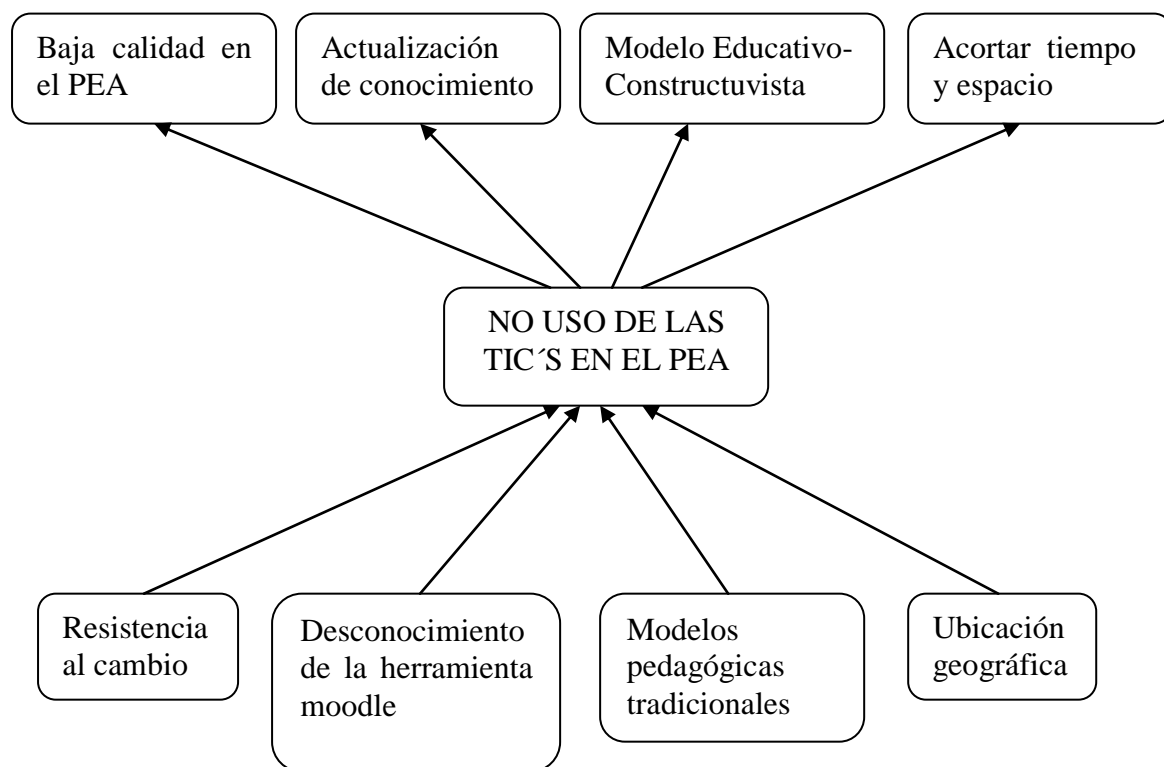 Baja calidad en
el PEA
Actualización
de conocimiento
Modelo Educativo-
Constructuvista
Acortar tiempo
y espacio
NO USO DE LAS
TIC´S EN EL PEA
Resistencia
al cambio
Desconocimiento
de la herramienta
moodle
Modelos
pedagógicas
tradicionales
Ubicación
geográfica